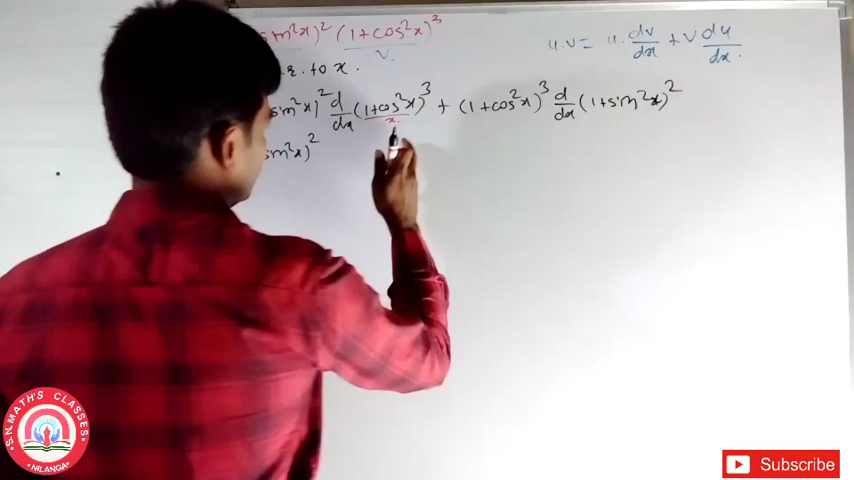 sin²x)² (1+cos²x)³
v.
u.v = u. dv/dx + v du/dx.
r. to x.
sin²x)² d/dx (1+cos²x)³ + (1+cos²x)³ d/dx (1+sin²x)²
x.
sin²x)²
S.N. MATH'S CLASSES
NILANGA
Subscribe